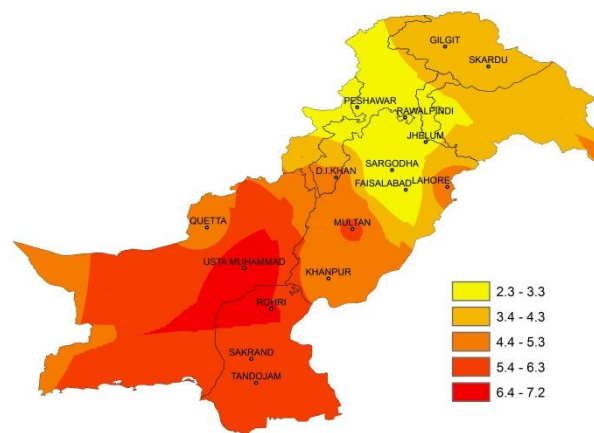 GILGIT
SKARDU
PESHAWAR
RAWALPINDI
JHELUM
SARGODHA
D.I.KHAN
FAISALABAD
LAHORE
QUETTA
MULTAN
USTA MUHAMMAD
KHANPUR
ROHRI
SAKRAND
TANDOJAM
2.3 - 3.3
3.4 - 4.3
4.4 - 5.3
5.4 - 6.3
6.4 - 7.2